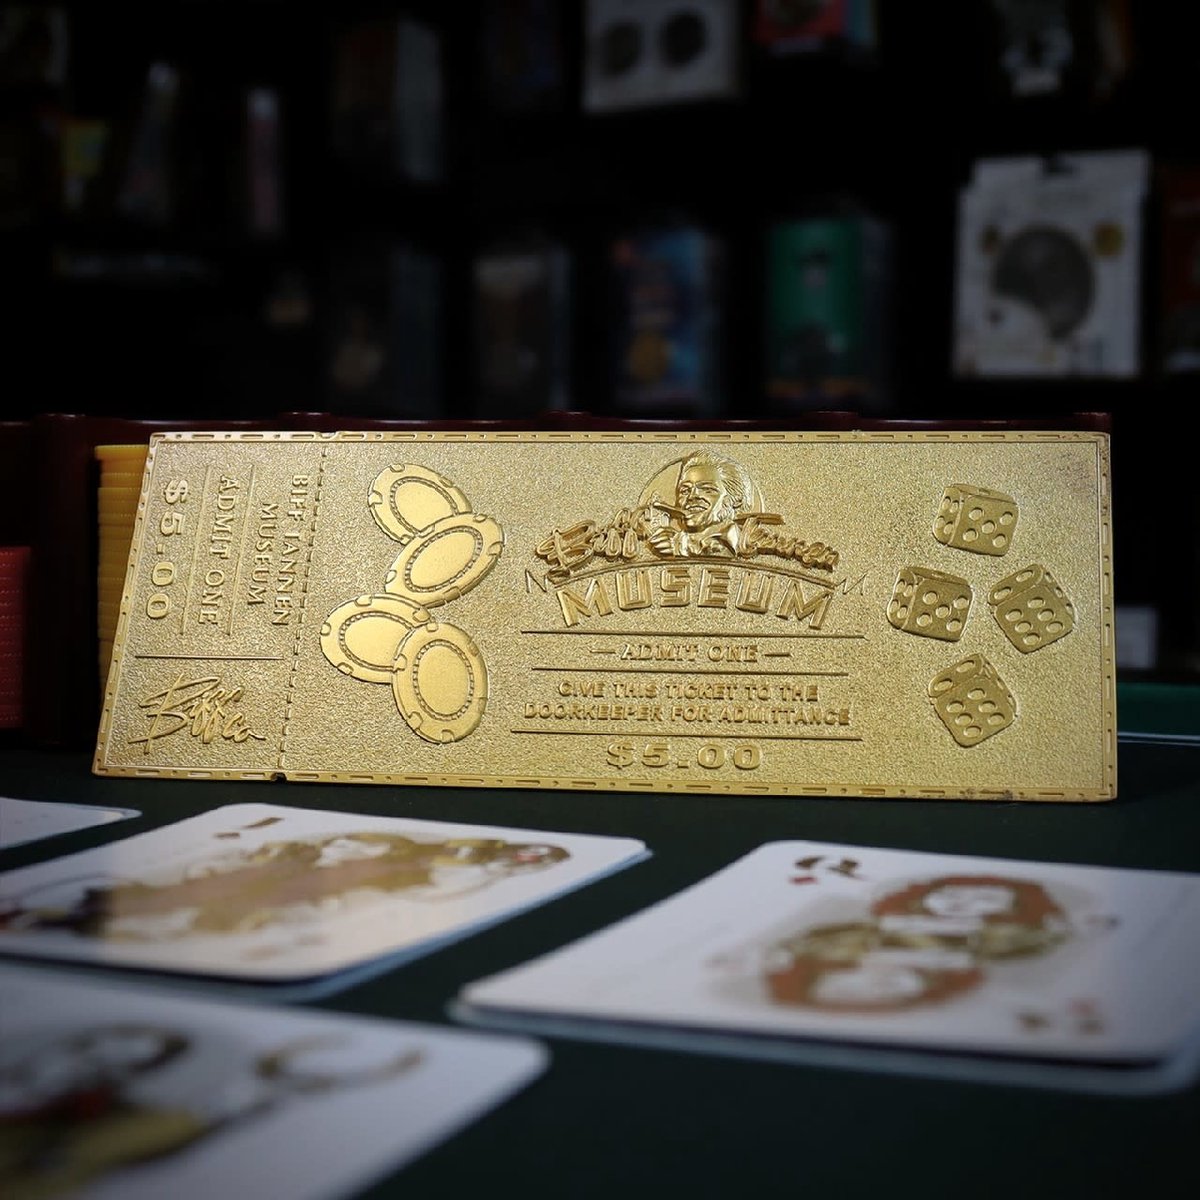 BIFF TANNEN
MUSEUM
ADMIT ONE
$5.00
Biff Tannen
MUSEUM
— ADMIT ONE —
GIVE THIS TICKET TO THE
DOORKEEPER FOR ADMITTANCE
$5.00
J
Q